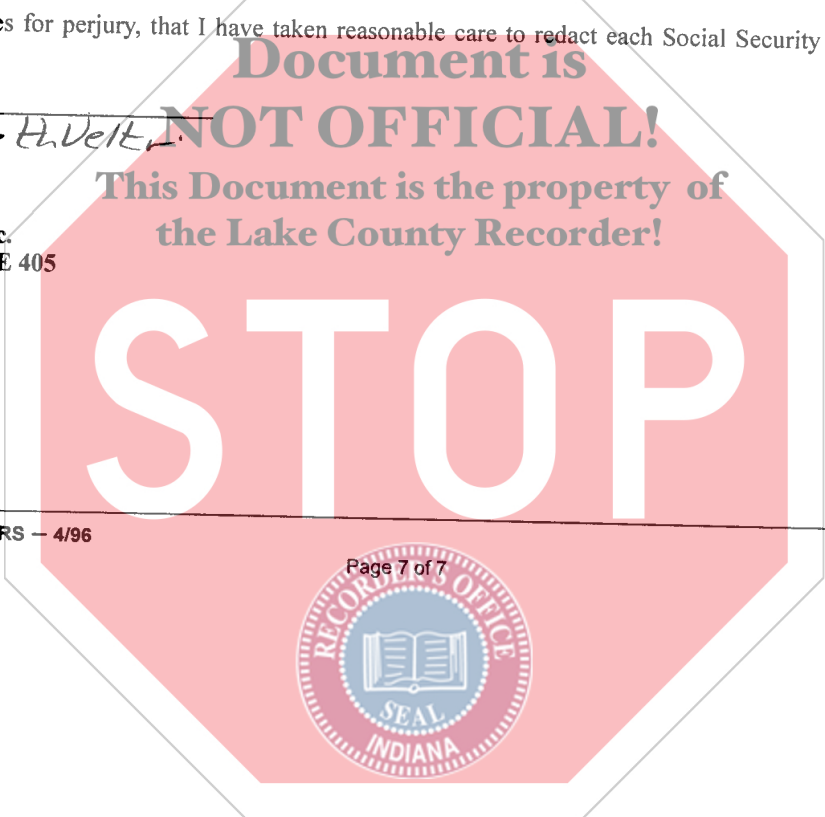 es for perjury, that I have taken reasonable care to redact each Social Security
Document is
NOT OFFICIAL!
This Document is the property of
the Lake County Recorder!
c.
E 405
STOP
RS — 4/96
Page 7 of 7
RECORDER'S OFFICE
SEAL
INDIANA